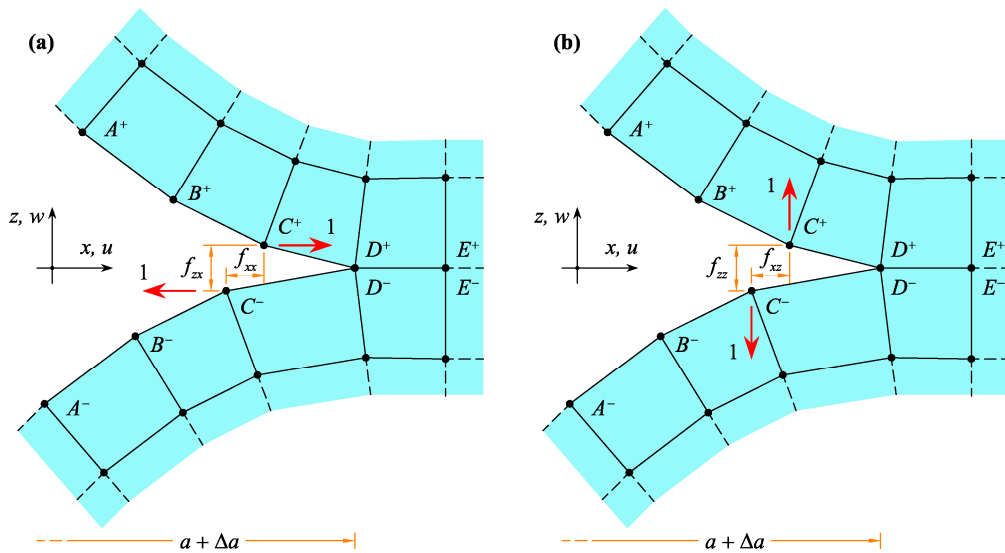 (a)
A⁺
B⁺
C⁺
1
z, w
x, u
f_zx
f_xx
D⁺
E⁺
1
D⁻
E⁻
C⁻
B⁻
A⁻
a + Δa
(b)
A⁺
B⁺
1
C⁺
z, w
x, u
f_zz
f_xz
D⁺
E⁺
D⁻
E⁻
C⁻
1
B⁻
A⁻
a + Δa